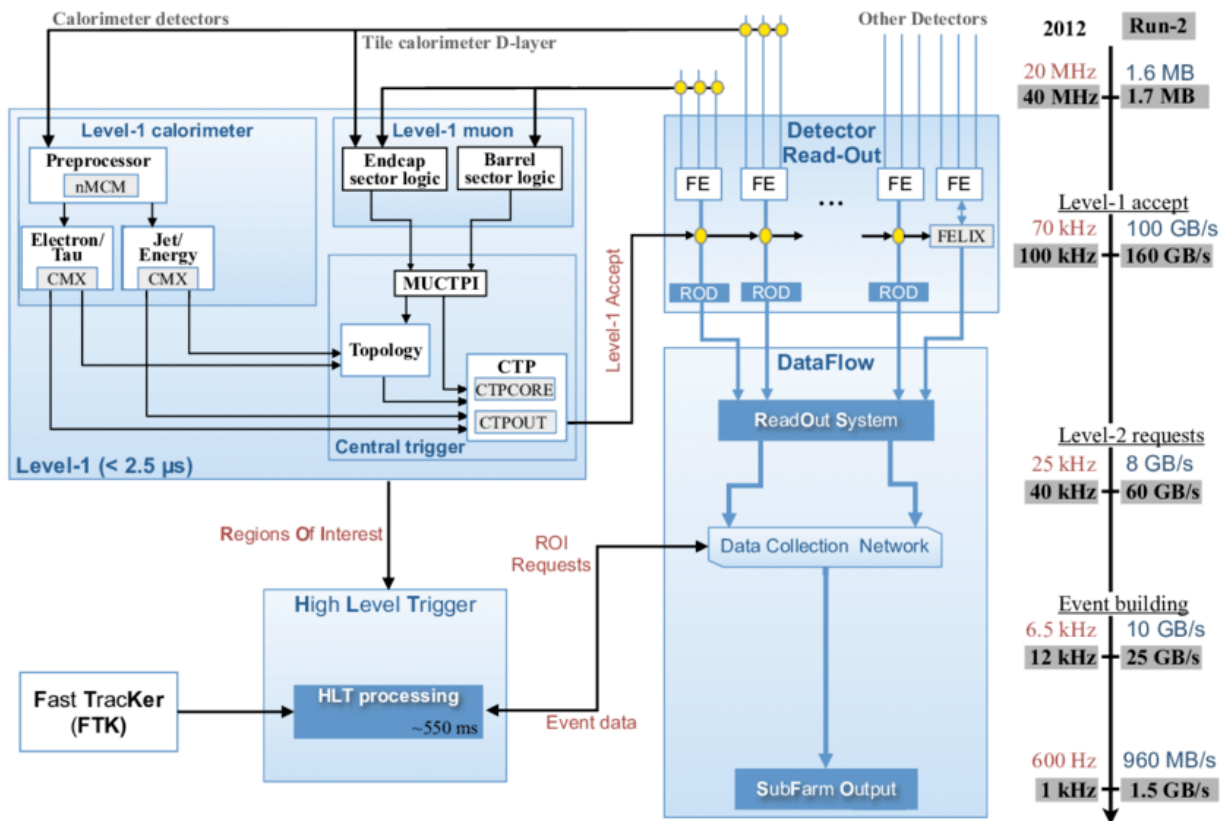 Calorimeter detectors
Tile calorimeter D-layer
Other Detectors
2012
Run-2
20 MHz
1.6 MB
40 MHz
1.7 MB
Level-1 calorimeter
Preprocessor
nMCM
Electron/
Tau
CMX
Jet/
Energy
CMX
Level-1 muon
Endcap
sector logic
Barrel
sector logic
MUCTPI
Topology
CTP
CTPCORE
CTPOUT
Central trigger
Level-1 (< 2.5 µs)
Level-1 Accept
Detector
Read-Out
FE
FE
FE
FE
...
FELIX
ROD
ROD
ROD
Level-1 accept
70 kHz
100 GB/s
100 kHz
160 GB/s
DataFlow
ReadOut System
Data Collection Network
SubFarm Output
Level-2 requests
25 kHz
8 GB/s
40 kHz
60 GB/s
Regions Of Interest
ROI
Requests
High Level Trigger
HLT processing
~550 ms
Fast TracKer
(FTK)
Event data
Event building
6.5 kHz
10 GB/s
12 kHz
25 GB/s
600 Hz
960 MB/s
1 kHz
1.5 GB/s